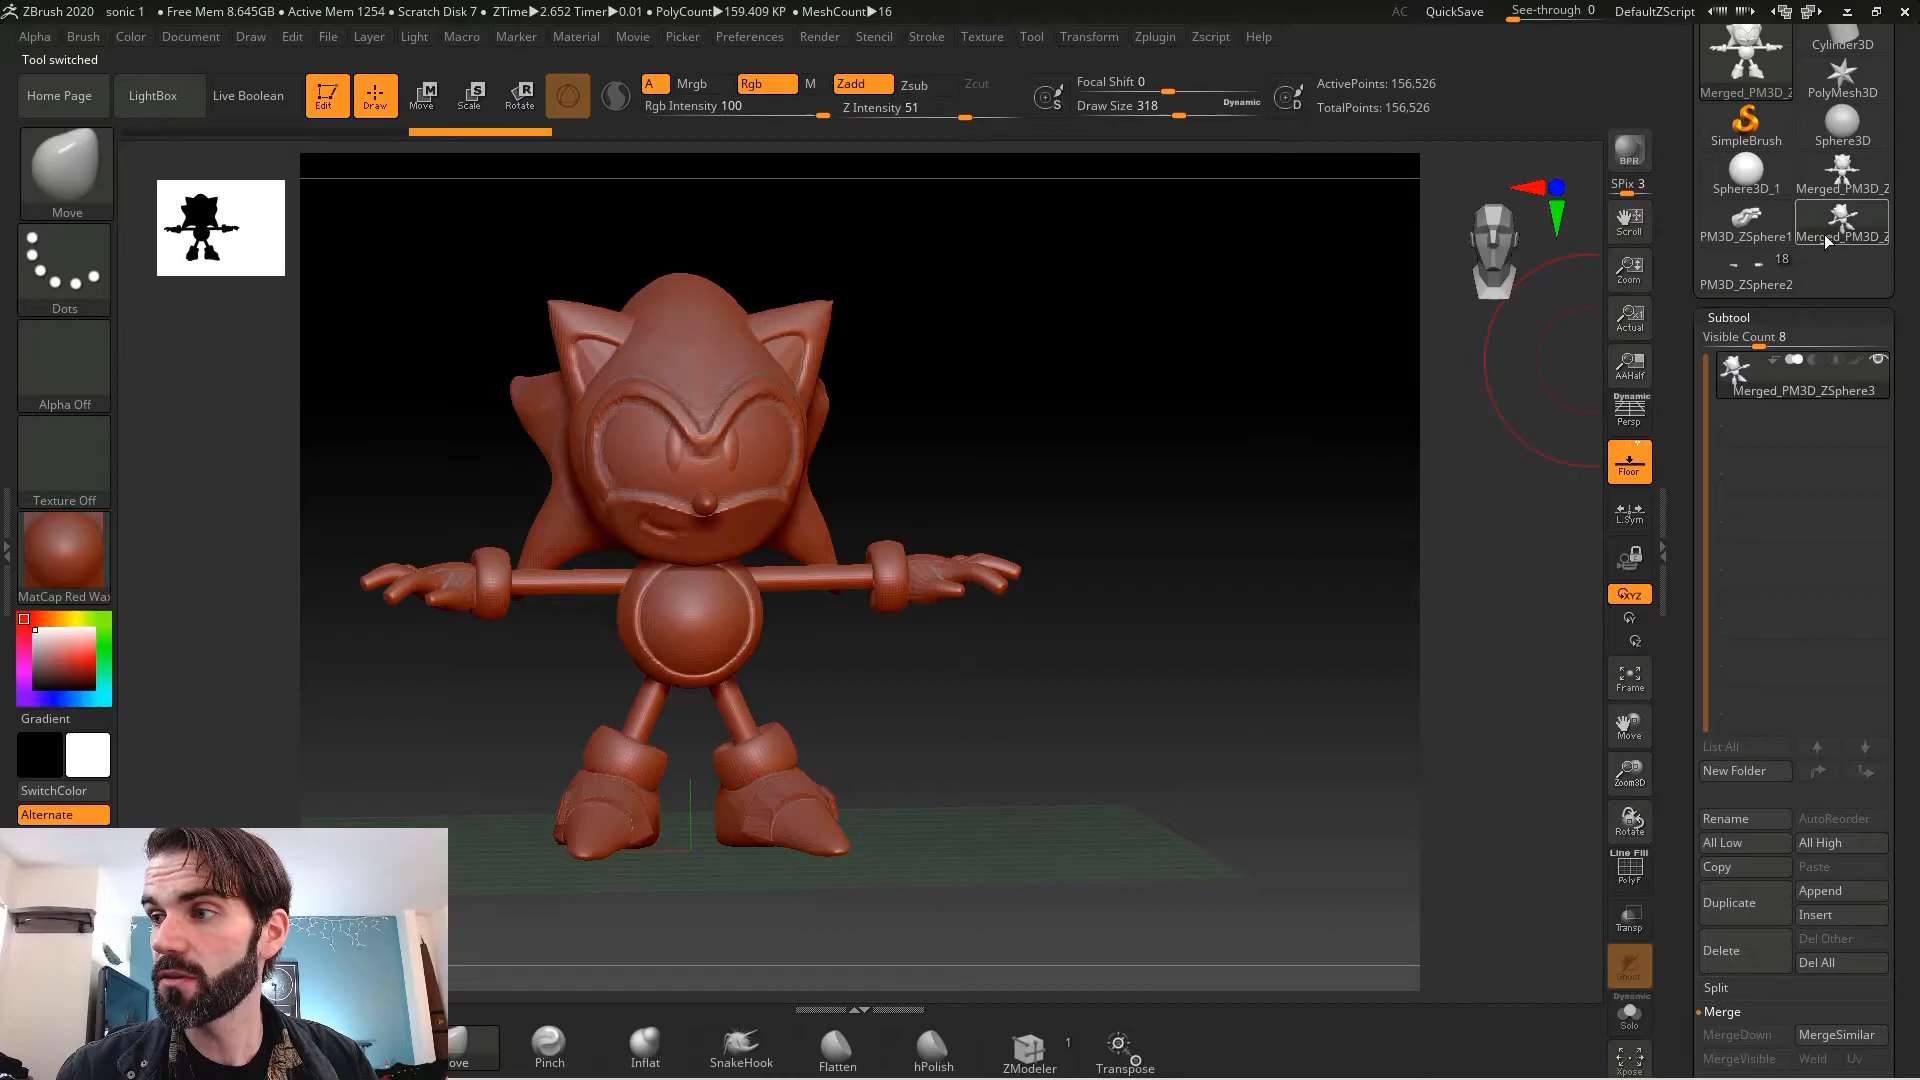 ZBrush 2020 sonic 1 • Free Mem 8.645GB • Active Mem 1254 • Scratch Disk 7 • ZTime▶2.652 Timer▶0.01 • PolyCount▶159.409 KP • MeshCount▶16
AC QuickSave See-through 0 DefaultZScript
Alpha Brush Color Document Draw Edit File Layer Light Macro Marker Material Movie Picker Preferences Render Stencil Stroke Texture Tool Transform Zplugin Zscript Help
Tool switched
Home Page LightBox Live Boolean
Edit Draw Move Scale Rotate
A Mrgb Rgb M Zadd Zsub Zcut
Rgb Intensity 100 Z Intensity 51
Focal Shift 0
Draw Size 318 Dynamic
S D
ActivePoints: 156,526
TotalPoints: 156,526
Move
Dots
Alpha Off
Texture Off
MatCap Red Wax
Gradient
SwitchColor
Alternate
BPR
SPix 3
Scroll
Zoom
Actual
AAHalf
Dynamic
Persp
Floor
L.Sym
XYZ
Y
Z
Frame
Move
Zoom3D
Rotate
Line Fill
PolyF
Transp
Ghost
Dynamic
Solo
Xpose
Cylinder3D
Merged_PM3D_Z PolyMesh3D
SimpleBrush Sphere3D
Sphere3D_1 Merged_PM3D_Z
PM3D_ZSphere1 Merged_PM3D_Z
18
PM3D_ZSphere2
Subtool
Visible Count 8
Merged_PM3D_ZSphere3
List All
New Folder
Rename AutoReorder
All Low All High
Copy Paste
Duplicate Append
Insert
Delete Del Other
Del All
Split
Merge
MergeDown MergeSimilar
MergeVisible Weld Uv
ove Pinch Inflat SnakeHook Flatten hPolish ZModeler 1 Transpose